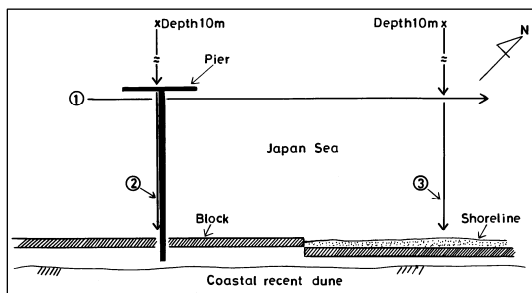 xDepth10m
Depth10m x
N
Pier
①
Japan Sea
②
③
Block
Shoreline
Coastal recent dune